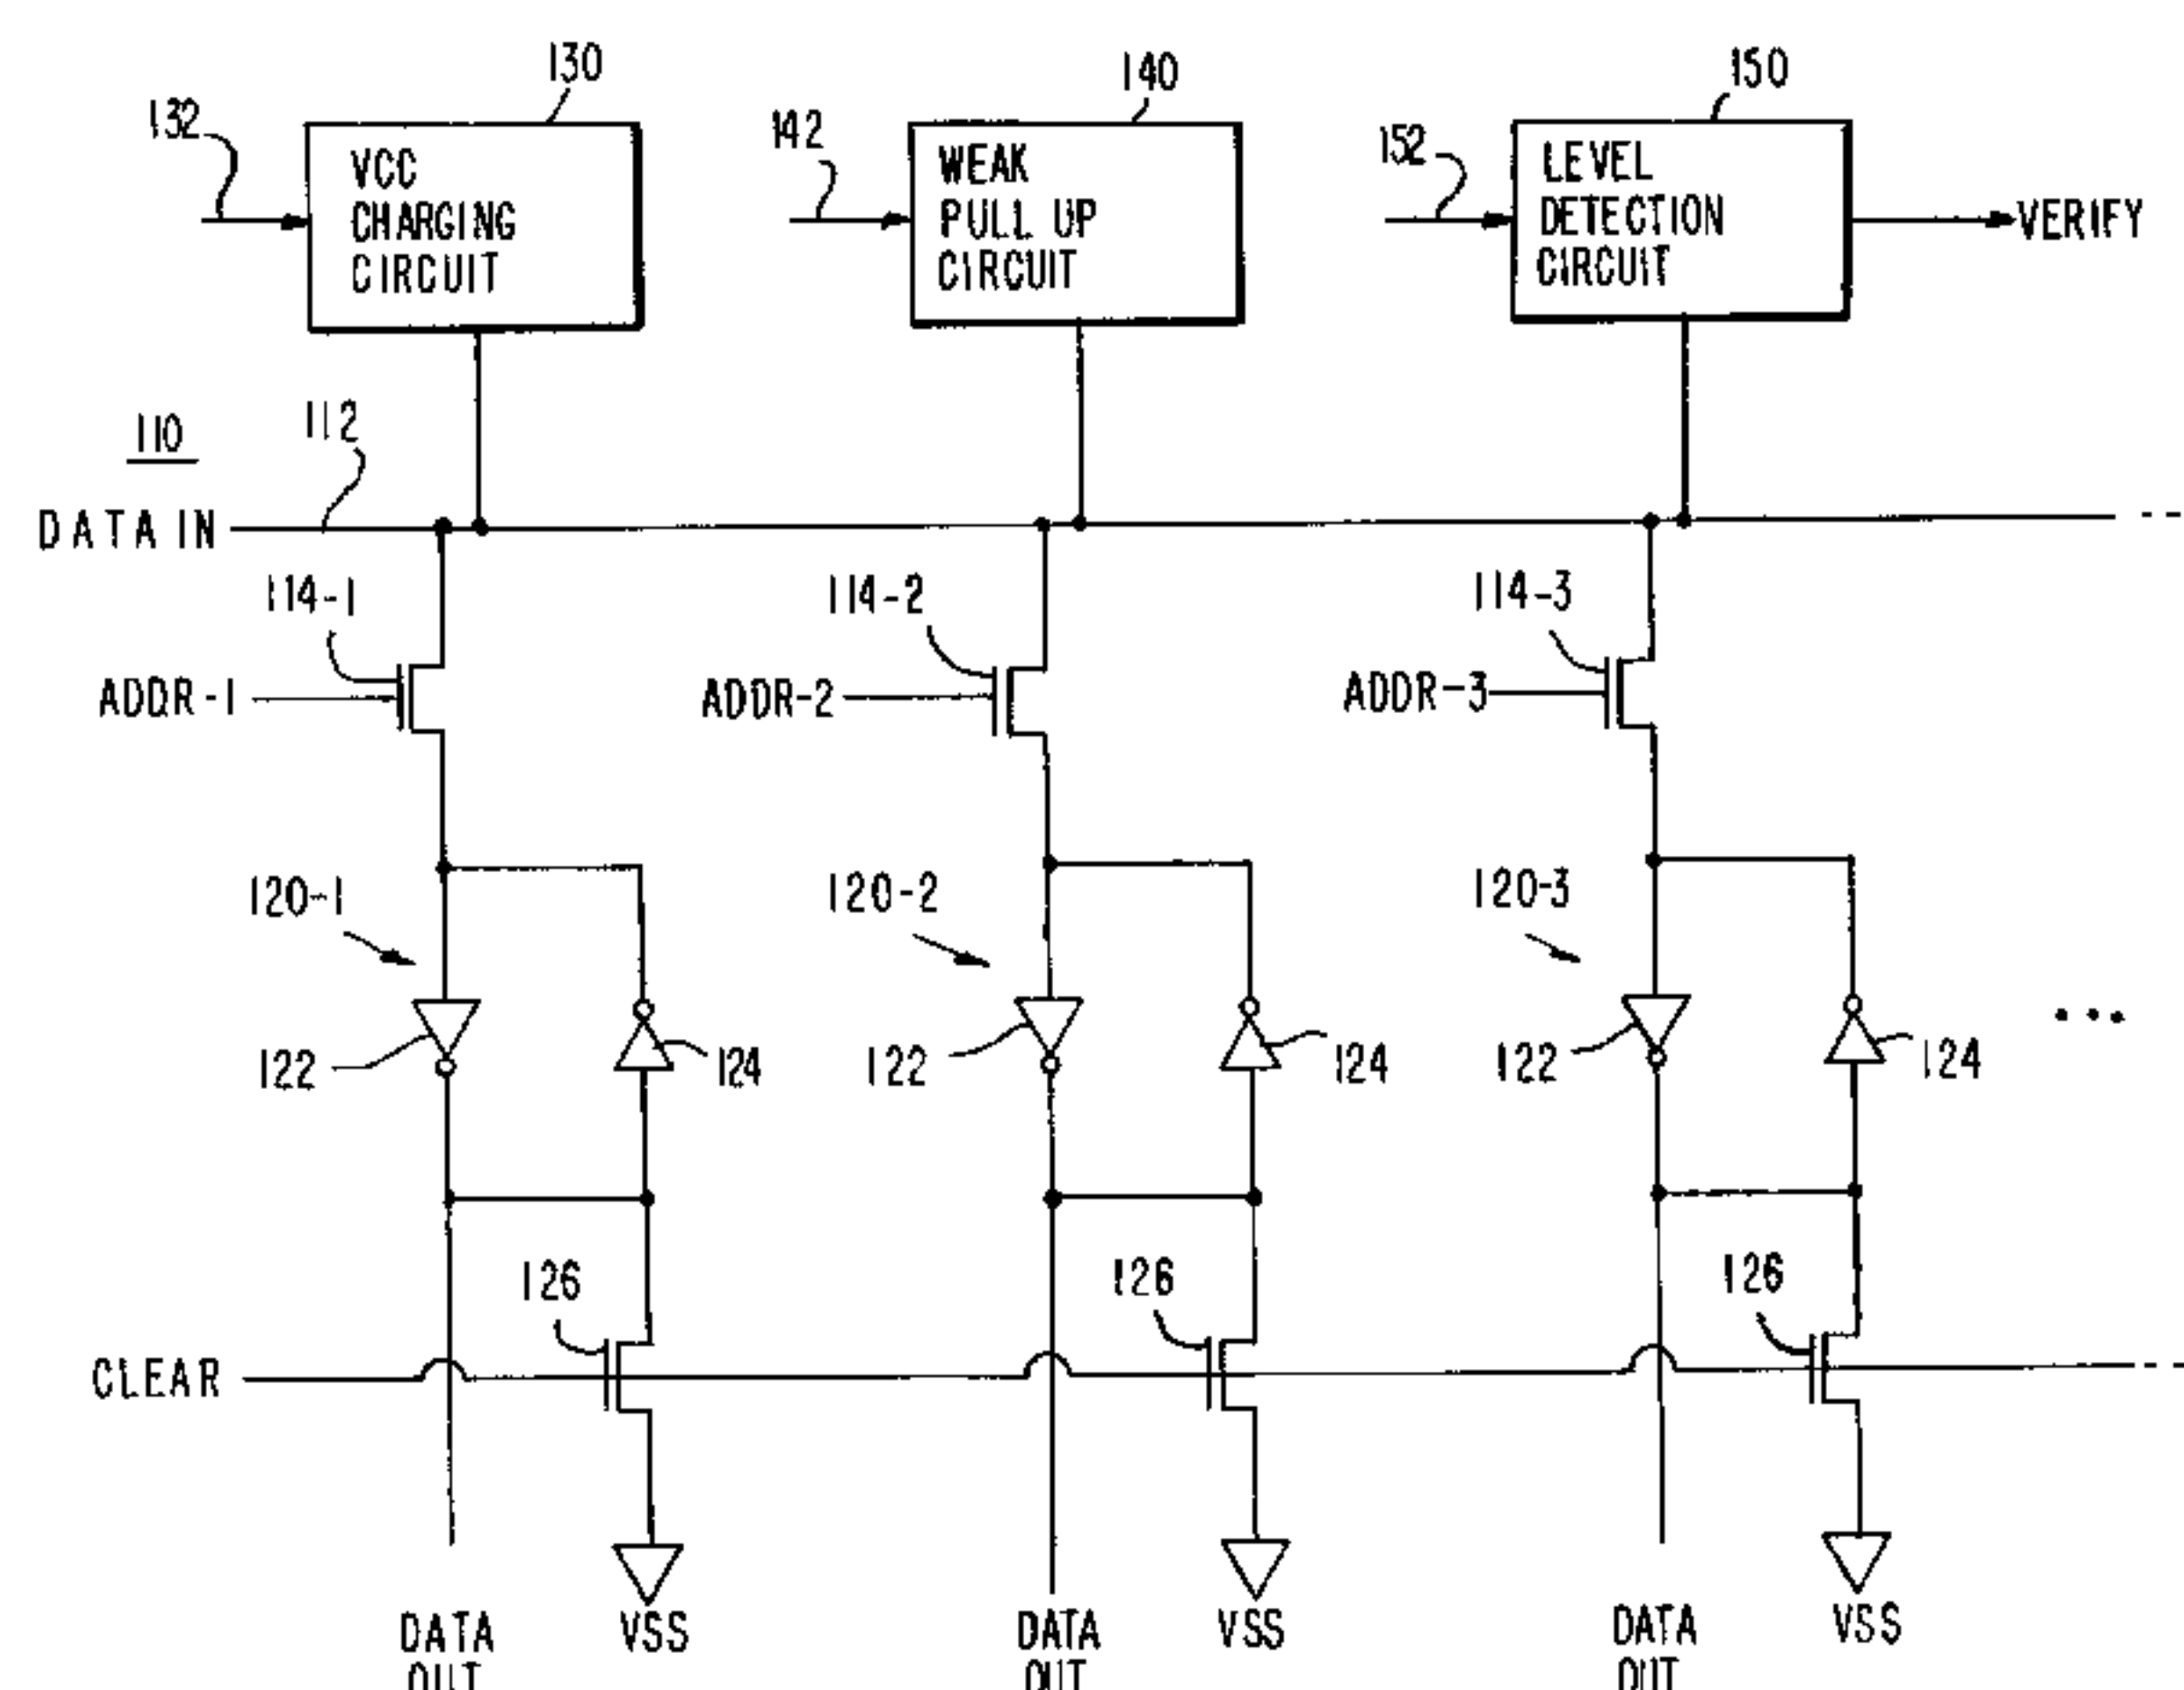 130
140
150
132
142
152
VCC
CHARGING
CIRCUIT
WEAK
PULL UP
CIRCUIT
LEVEL
DETECTION
CIRCUIT
VERIFY
110
112
DATA IN
114-1
114-2
114-3
ADDR-1
ADDR-2
ADDR-3
120-1
120-2
120-3
122
124
122
124
122
124
...
126
126
126
CLEAR
DATA
OUT
VSS
DATA
OUT
VSS
DATA
OUT
VSS